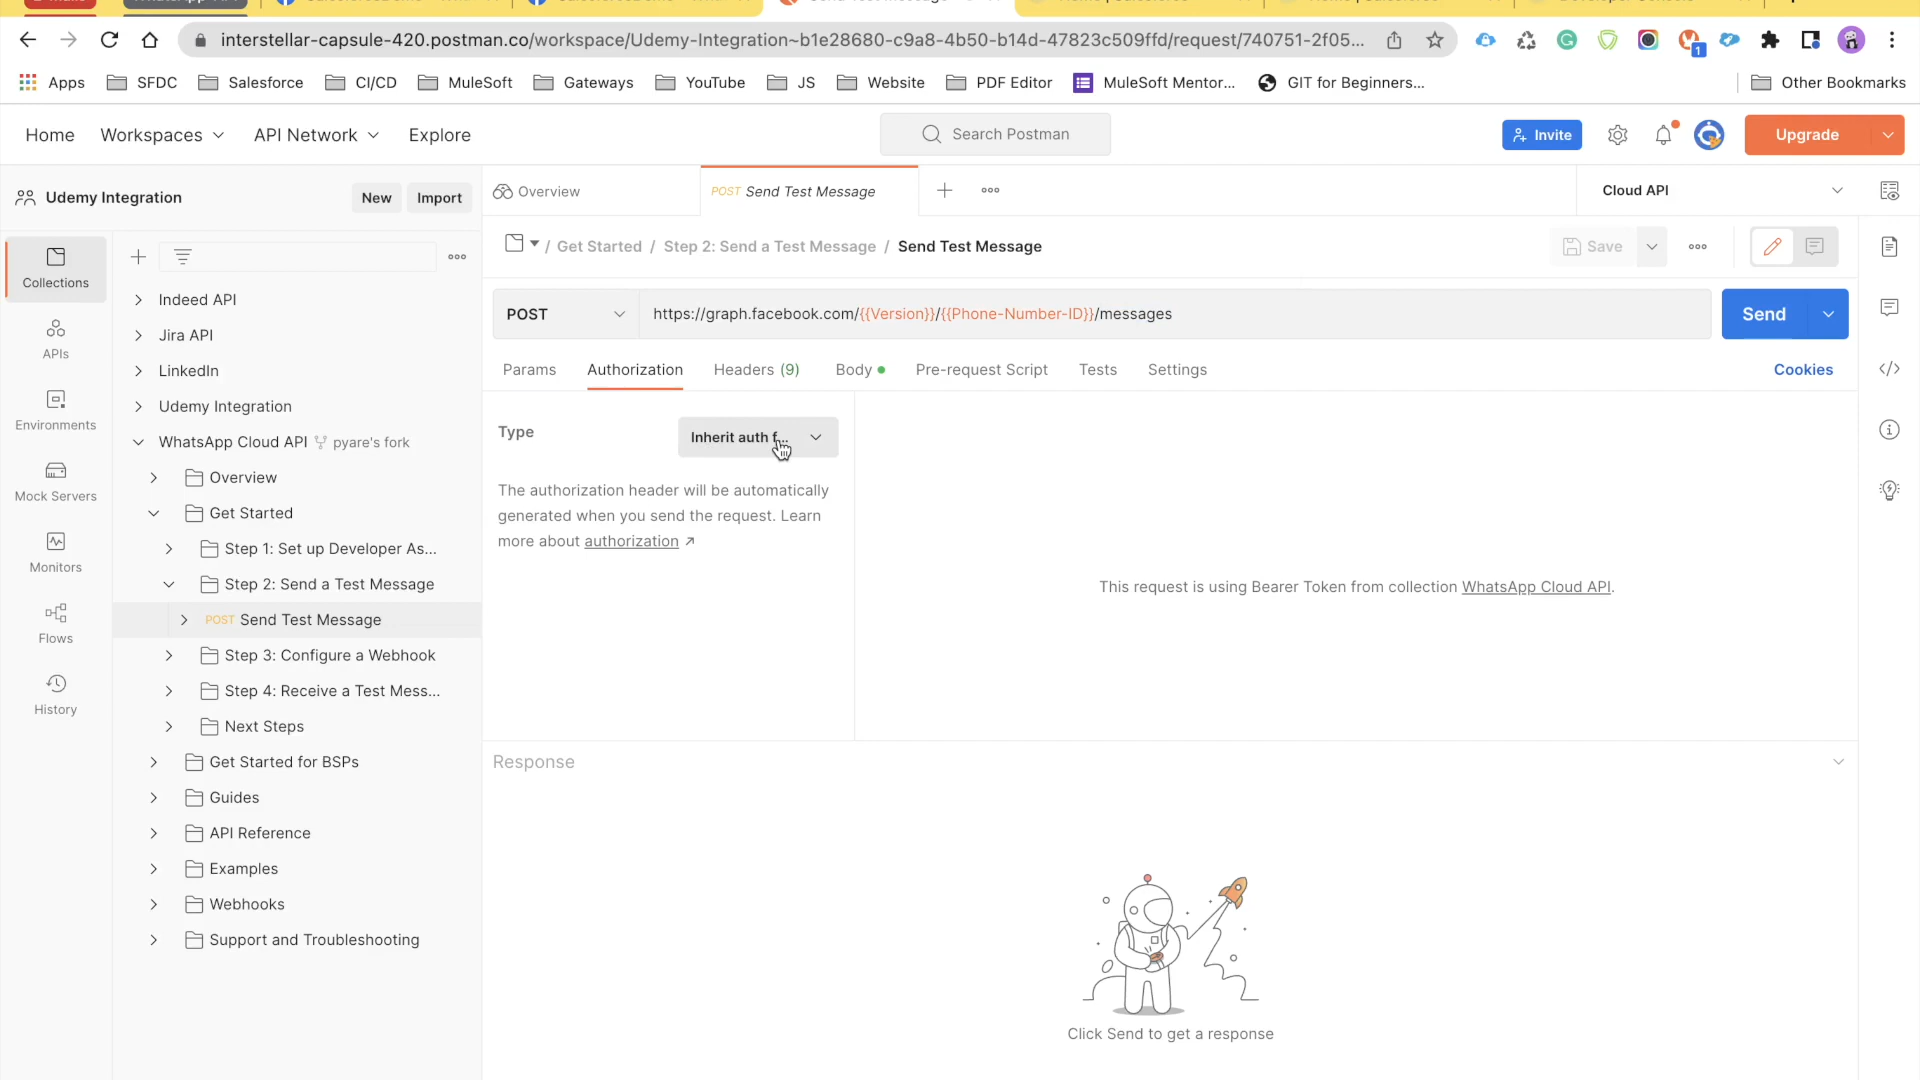 interstellar-capsule-420.postman.co/workspace/Udemy-Integration~b1e28680-c9a8-4b50-b14d-47823c509ffd/request/740751-2f05...
1
Apps
SFDC
Salesforce
CI/CD
MuleSoft
Gateways
YouTube
JS
Website
PDF Editor
MuleSoft Mentor...
GIT for Beginners...
Other Bookmarks
Home
Workspaces
API Network
Explore
Search Postman
Invite
Upgrade
Udemy Integration
New
Import
Overview
POST Send Test Message
Cloud API
Collections
APIs
Environments
Mock Servers
Monitors
Flows
History
Indeed API
Jira API
LinkedIn
Udemy Integration
WhatsApp Cloud API pyare's fork
Overview
Get Started
Step 1: Set up Developer As...
Step 2: Send a Test Message
POST Send Test Message
Step 3: Configure a Webhook
Step 4: Receive a Test Mess...
Next Steps
Get Started for BSPs
Guides
API Reference
Examples
Webhooks
Support and Troubleshooting
/ Get Started / Step 2: Send a Test Message / Send Test Message
Save
POST
https://graph.facebook.com/{{Version}}/{{Phone-Number-ID}}/messages
Send
Params
Authorization
Headers (9)
Body
Pre-request Script
Tests
Settings
Cookies
Type
Inherit auth f...
The authorization header will be automatically
generated when you send the request. Learn
more about authorization
This request is using Bearer Token from collection WhatsApp Cloud API.
Response
Click Send to get a response